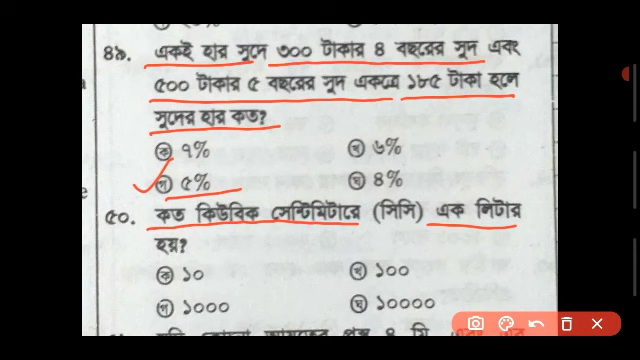 ৪৯. একই হার সুদে ৩০০ টাকার ৪ বছরের সুদ এবং
৫০০ টাকার ৫ বছরের সুদ একত্রে ১৮৫ টাকা হলে
সুদের হার কত?
ক ৭% খ ৬%
গ ৫% ঘ ৪%
৫০. কত কিউবিক সেন্টিমিটারে (সিসি) এক লিটার
হয়?
ক ১০ খ ১০০
গ ১০০০ ঘ ১০০০০